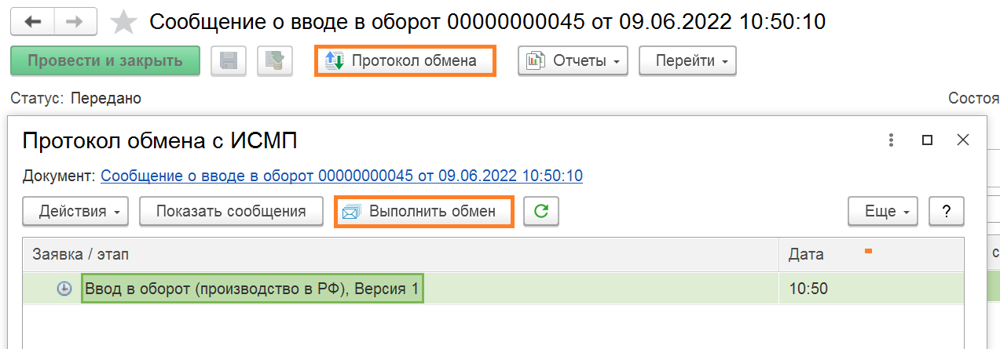 Сообщение о вводе в оборот 00000000045 от 09.06.2022 10:50:10
Провести и закрыть Протокол обмена Отчеты Перейти
Статус: Передано Состоя
Протокол обмена с ИСМП
Документ: Сообщение о вводе в оборот 00000000045 от 09.06.2022 10:50:10
Действия Показать сообщения Выполнить обмен Еще ?
Заявка / этап Дата с
Ввод в оборот (производство в РФ), Версия 1 10:50